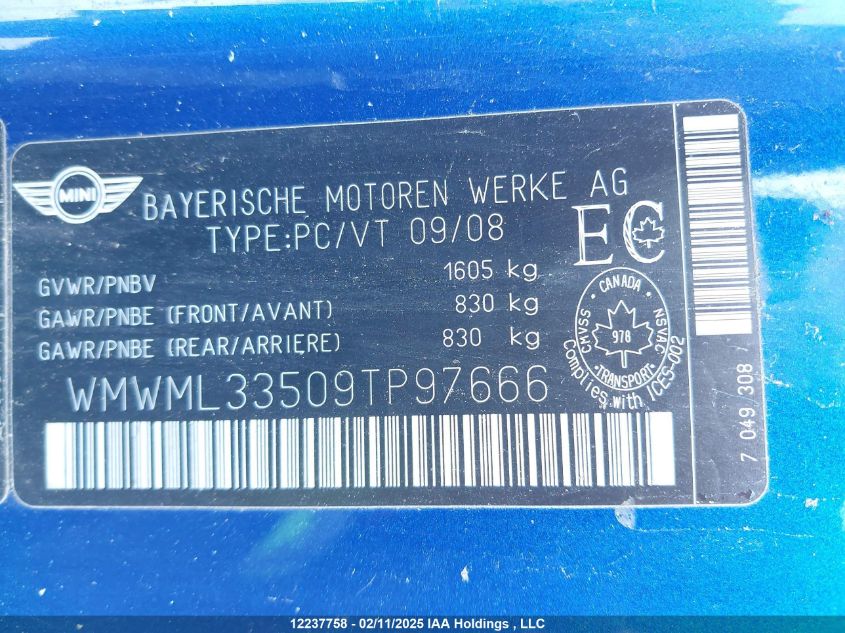 MINI
BAYERISCHE MOTOREN WERKE AG
TYPE:PC/VT 09/08
EC
GVWR/PNBV 1605 kg
GAWR/PNBE (FRONT/AVANT) 830 kg
GAWR/PNBE (REAR/ARRIERE) 830 kg
CANADA
CMVSS
NSVAC
978
TRANSPORT
Complies with ICES-002
WMWML33509TP97666
7 049 308
12237758 - 02/11/2025 IAA Holdings , LLC